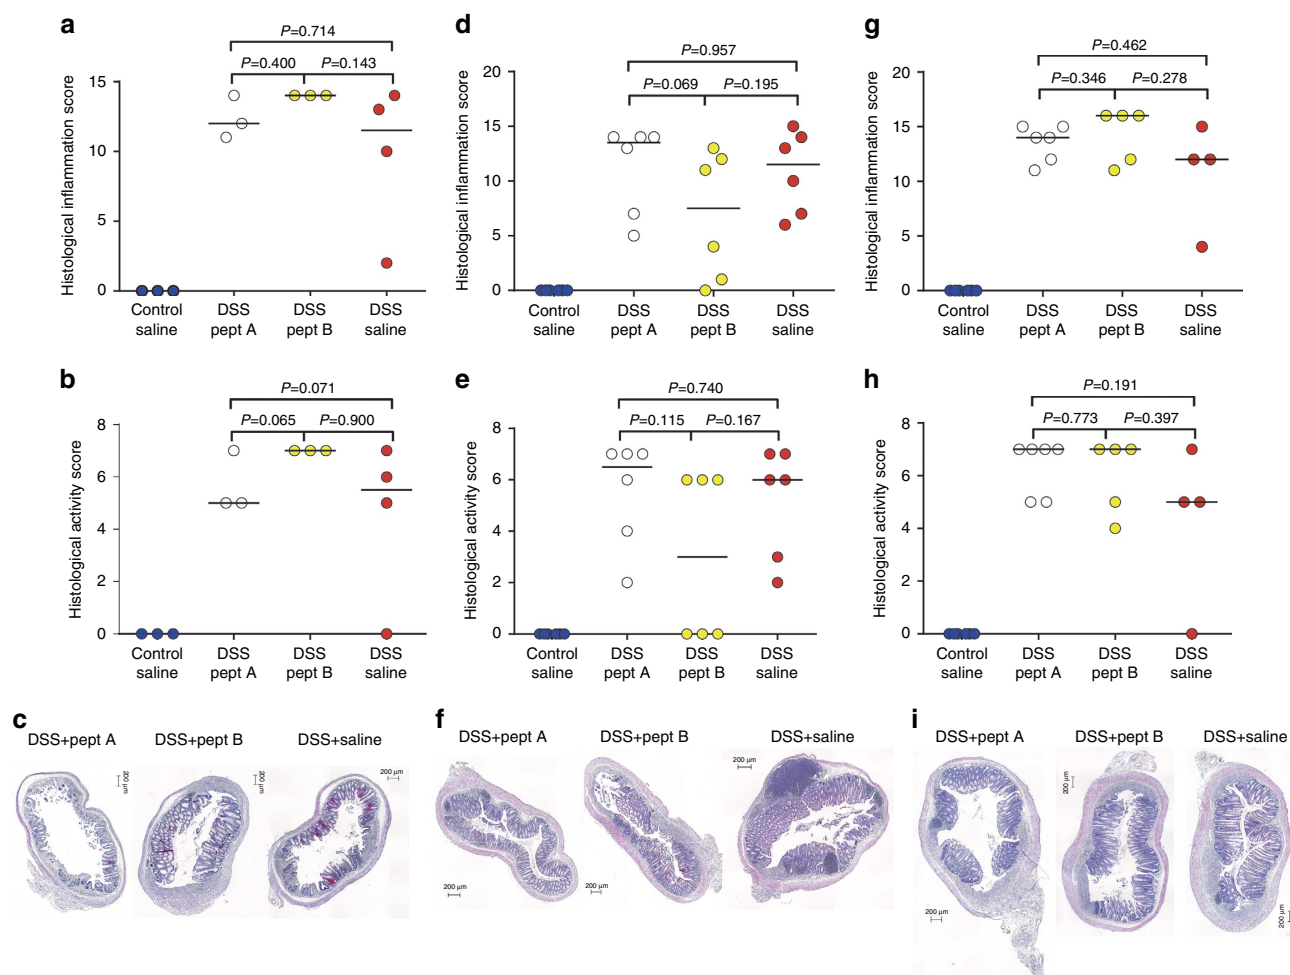 a
P=0.714
P=0.400
P=0.143
Histological inflammation score
15
10
5
0
Control saline
DSS pept A
DSS pept B
DSS saline
d
P=0.957
P=0.069
P=0.195
Histological inflammation score
20
15
10
5
0
Control saline
DSS pept A
DSS pept B
DSS saline
g
P=0.462
P=0.346
P=0.278
Histological inflammation score
20
15
10
5
0
Control saline
DSS pept A
DSS pept B
DSS saline
b
P=0.071
P=0.065
P=0.900
Histological activity score
8
6
4
2
0
Control saline
DSS pept A
DSS pept B
DSS saline
e
P=0.740
P=0.115
P=0.167
Histological activity score
8
6
4
2
0
Control saline
DSS pept A
DSS pept B
DSS saline
h
P=0.191
P=0.773
P=0.397
Histological activity score
8
6
4
2
0
Control saline
DSS pept A
DSS pept B
DSS saline
c
DSS+pept A
DSS+pept B
DSS+saline
200 µm
200 µm
200 µm
f
DSS+pept A
DSS+pept B
DSS+saline
200 µm
200 µm
200 µm
i
DSS+pept A
DSS+pept B
DSS+saline
200 µm
200 µm
200 µm